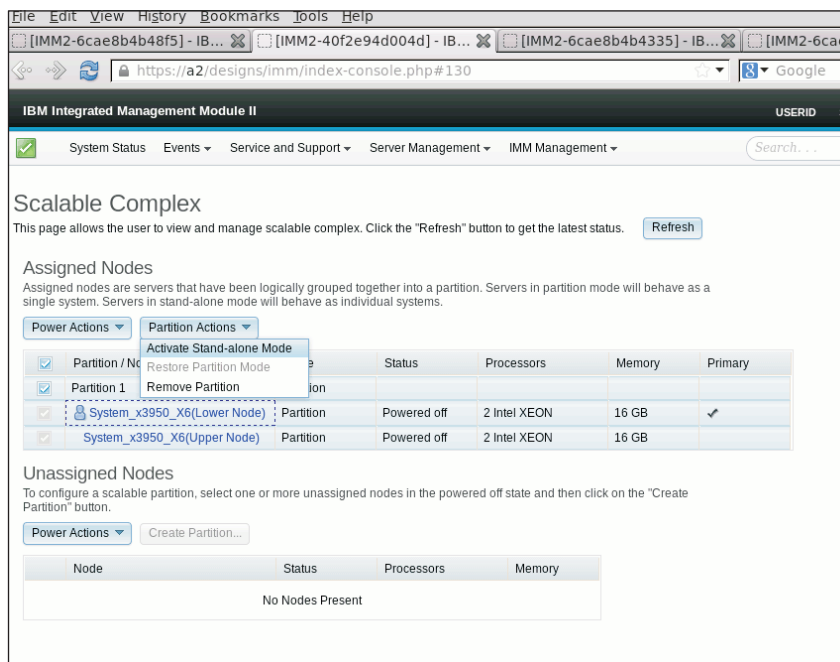 File Edit View History Bookmarks Tools Help
[IMM2-6cae8b4b48f5] - IB... [IMM2-40f2e94d004d] - IB... [IMM2-6cae8b4b4335] - IB... [IMM2-6cae
https://a2/designs/imm/index-console.php#130 Google
IBM Integrated Management Module II USERID
System Status Events Service and Support Server Management IMM Management Search...
Scalable Complex
This page allows the user to view and manage scalable complex. Click the "Refresh" button to get the latest status. Refresh
Assigned Nodes
Assigned nodes are servers that have been logically grouped together into a partition. Servers in partition mode will behave as a
single system. Servers in stand-alone mode will behave as individual systems.
Power Actions Partition Actions
Activate Stand-alone Mode
Restore Partition Mode
Remove Partition
Partition / No Status Processors Memory Primary
Partition 1
System_x3950_X6(Lower Node) Partition Powered off 2 Intel XEON 16 GB
System_x3950_X6(Upper Node) Partition Powered off 2 Intel XEON 16 GB
Unassigned Nodes
To configure a scalable partition, select one or more unassigned nodes in the powered off state and then click on the "Create
Partition" button.
Power Actions Create Partition...
Node Status Processors Memory
No Nodes Present